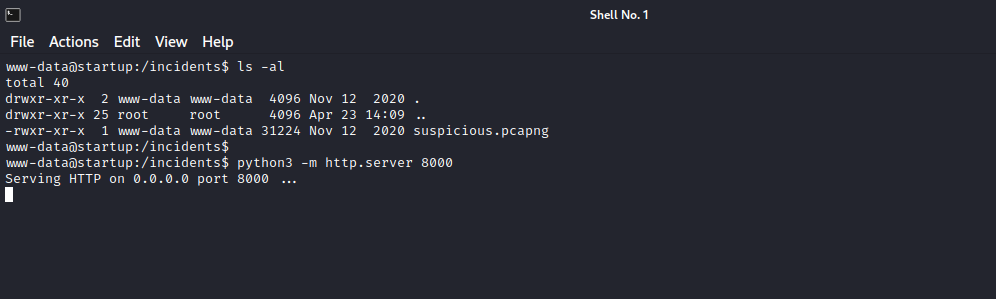 Shell No. 1
File Actions Edit View Help
www-data@startup:/incidents$ ls -al
total 40
drwxr-xr-x  2 www-data www-data  4096 Nov 12  2020 .
drwxr-xr-x 25 root     root      4096 Apr 23 14:09 ..
-rwxr-xr-x  1 www-data www-data 31224 Nov 12  2020 suspicious.pcapng
www-data@startup:/incidents$
www-data@startup:/incidents$ python3 -m http.server 8000
Serving HTTP on 0.0.0.0 port 8000 ...